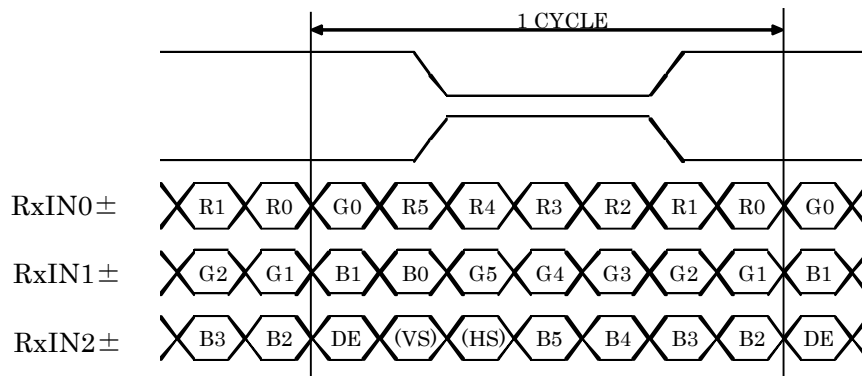 1 CYCLE
RxIN0± R1 R0 G0 R5 R4 R3 R2 R1 R0 G0
RxIN1± G2 G1 B1 B0 G5 G4 G3 G2 G1 B1
RxIN2± B3 B2 DE (VS) (HS) B5 B4 B3 B2 DE